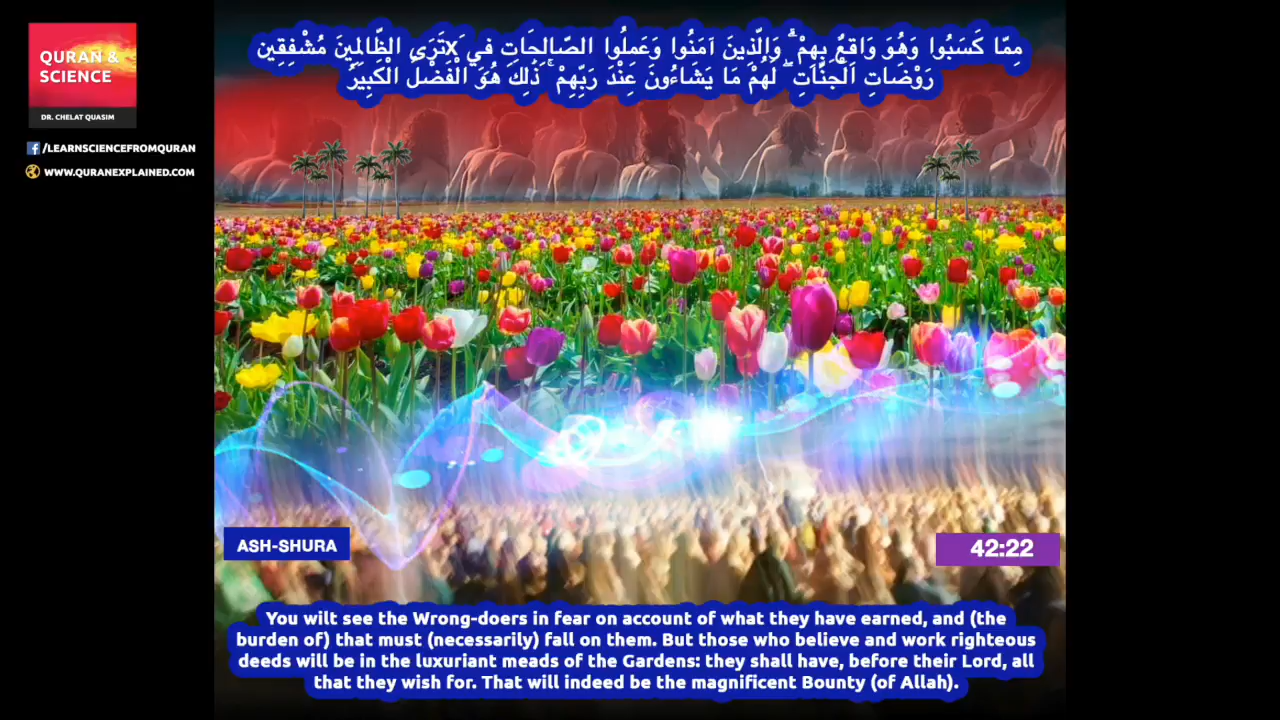 QURAN &
SCIENCE
DR. CHELAT QUASIM
/LEARNSCIENCEFROMQURAN
WWW.QURANEXPLAINED.COM
مِمَّا كَسَبُوا وَهُوَ وَاقِعٌ بِهِمْ ۗ وَالَّذِينَ آمَنُوا وَعَمِلُوا الصَّالِحَاتِ فِي xتَرَى الظَّالِمِينَ مُشْفِقِينَ
رَوْضَاتِ الْجَنَّاتِ ۖ لَهُمْ مَا يَشَاءُونَ عِنْدَ رَبِّهِمْ ۚ ذَٰلِكَ هُوَ الْفَضْلُ الْكَبِيرُ
ASH-SHURA
42:22
You wilt see the Wrong-doers in fear on account of what they have earned, and (the
burden of) that must (necessarily) fall on them. But those who believe and work righteous
deeds will be in the luxuriant meads of the Gardens: they shall have, before their Lord, all
that they wish for. That will indeed be the magnificent Bounty (of Allah).